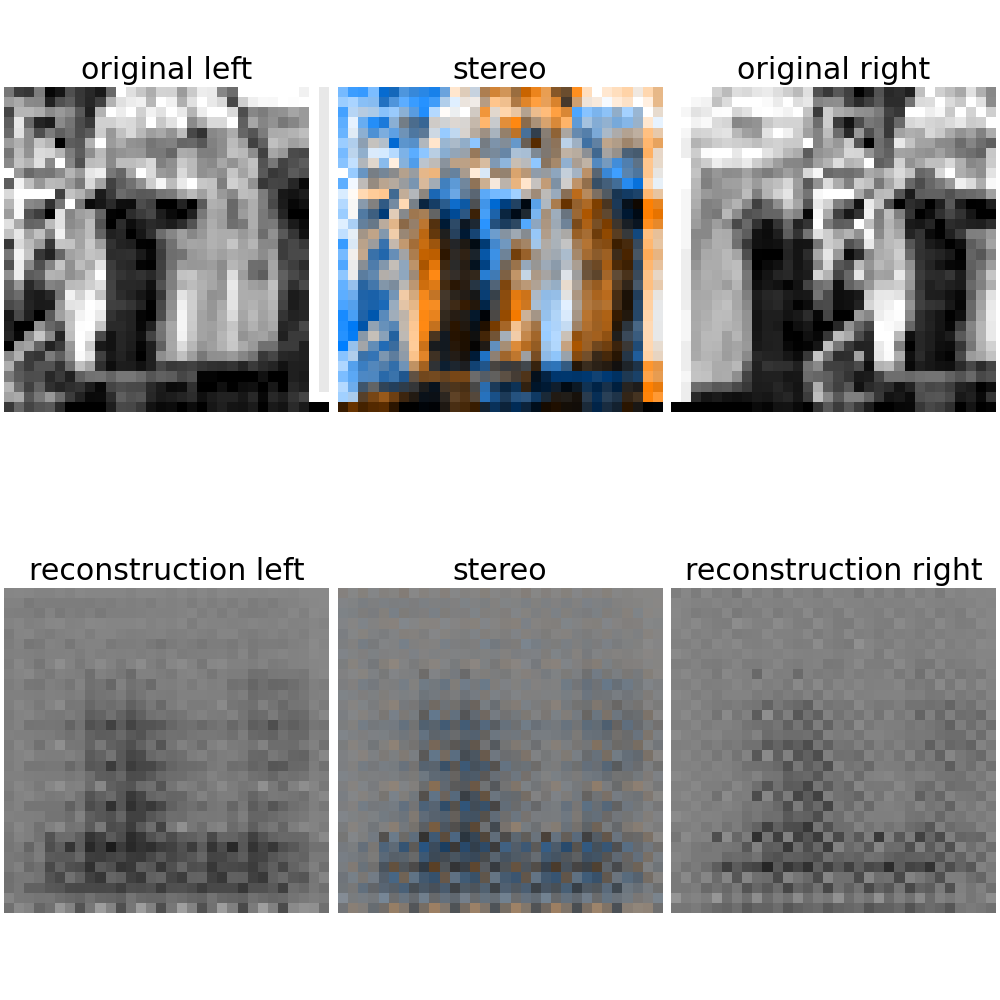 original left
stereo
original right
reconstruction left
stereo
reconstruction right